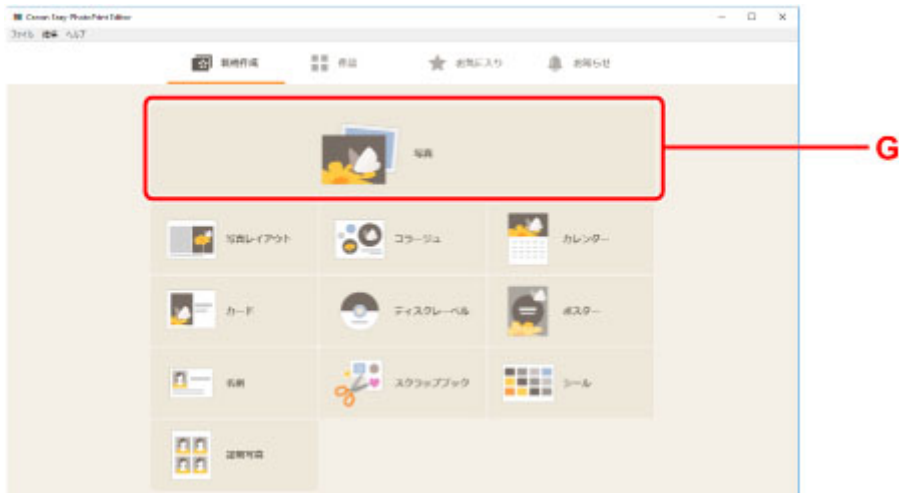 Canon Easy-PhotoPrint Editor
ファイル 編集 ヘルプ
新規作成 作品 お気に入り お知らせ
写真
G
写真レイアウト コラージュ カレンダー
カード ディスクレーベル ポスター
名刺 スクラップブック シール
証明写真